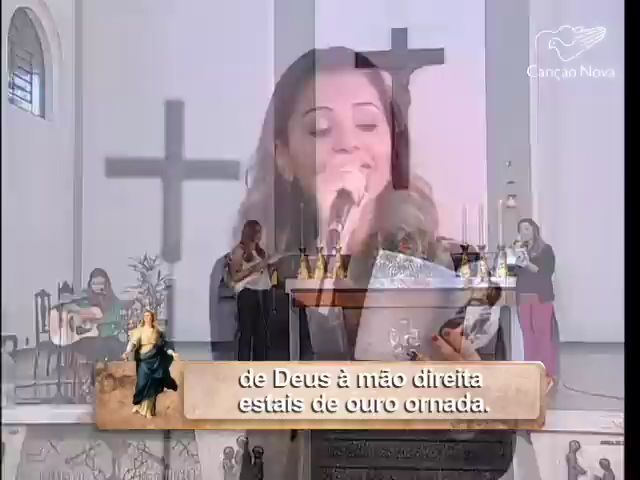 Canção Nova
de Deus à mão direita
estais de ouro ornada.